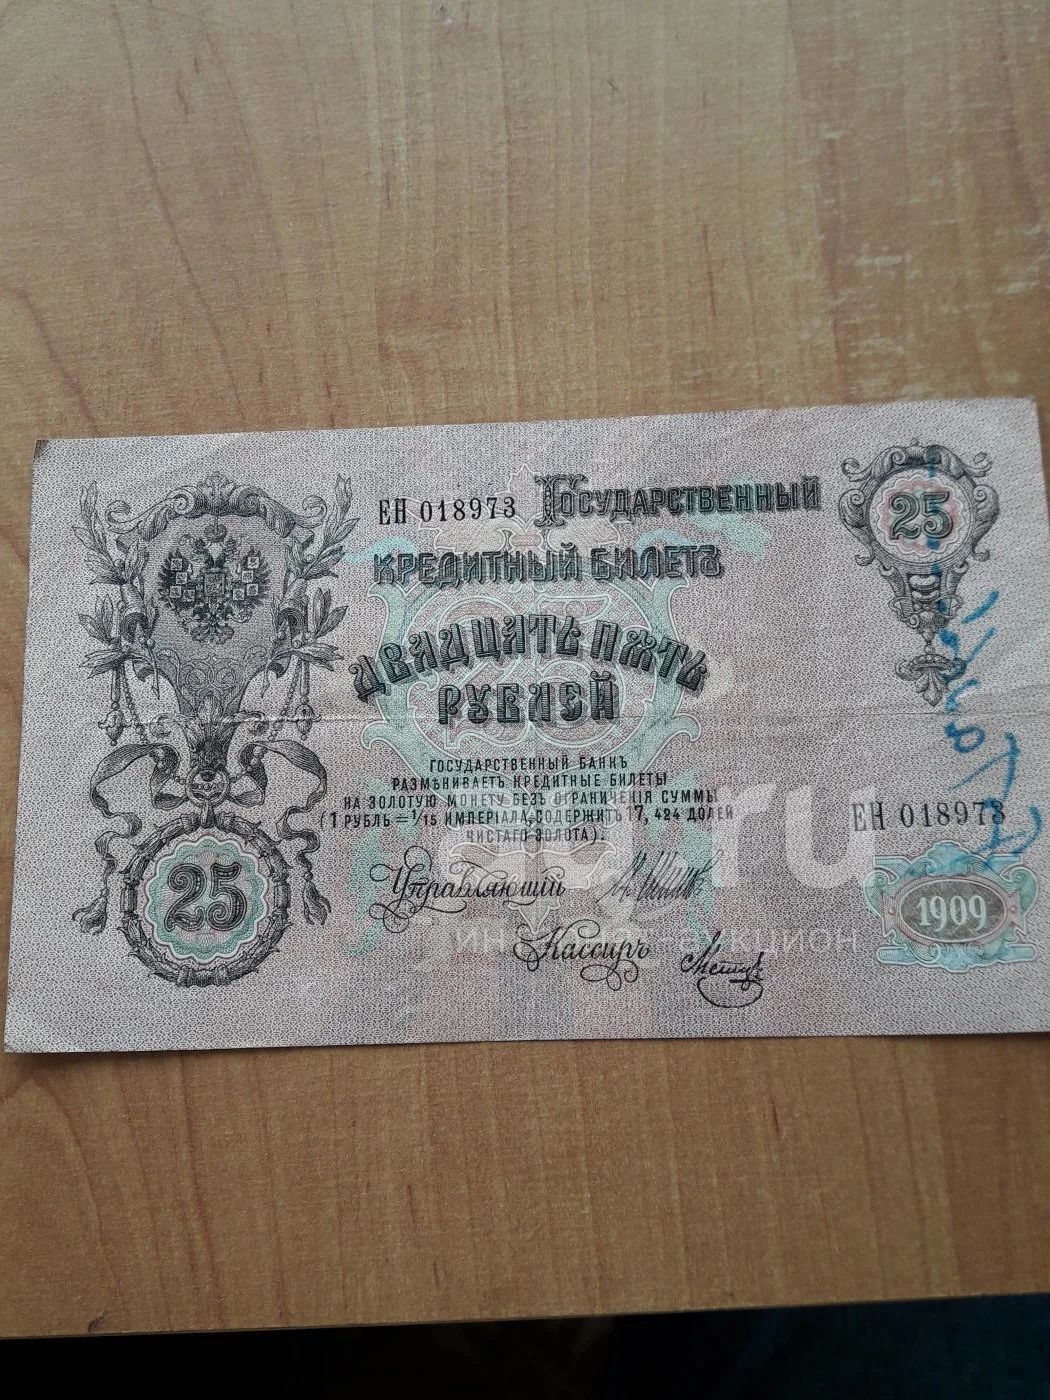 ЕН 018973
Государственный
Кредитный Билетъ
25
Двадцать пять
рублей
Государственный банкъ
размѣниваетъ кредитные билеты
на золотую монету безъ ограниченія суммы
(1 рубль = 1/15 имперіала, содержитъ 17,424 долей
чистаго золота).
ЕН 018973
Управляющій
25
1909
Кассиръ
.ru